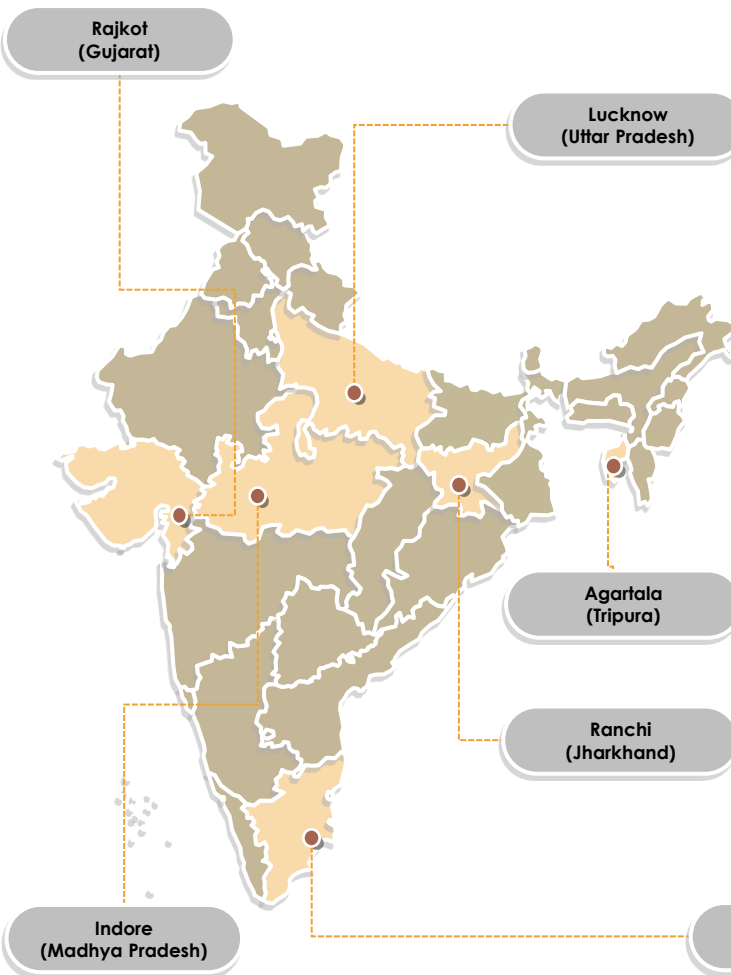 Rajkot
(Gujarat)
Lucknow
(Uttar Pradesh)
Agartala
(Tripura)
Ranchi
(Jharkhand)
Indore
(Madhya Pradesh)